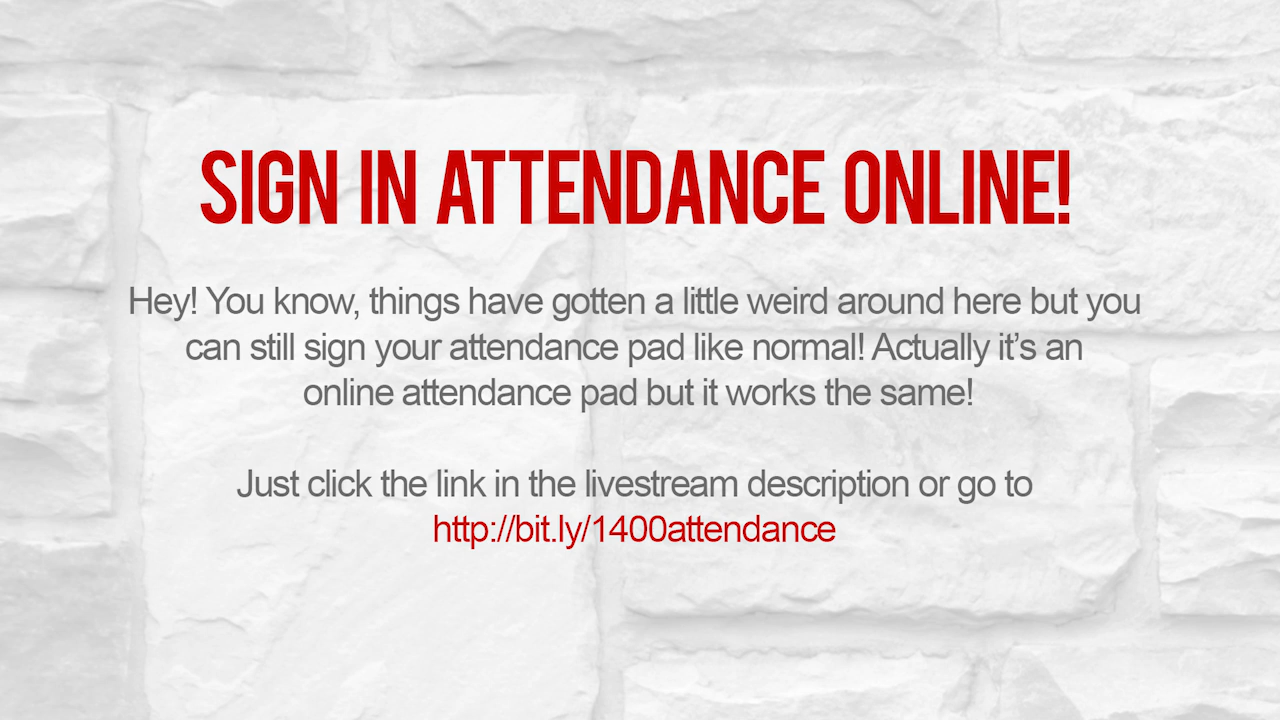 SIGN IN ATTENDANCE ONLINE!
Hey! You know, things have gotten a little weird around here but you
can still sign your attendance pad like normal! Actually it’s an
online attendance pad but it works the same!
Just click the link in the livestream description or go to
http://bit.ly/1400attendance